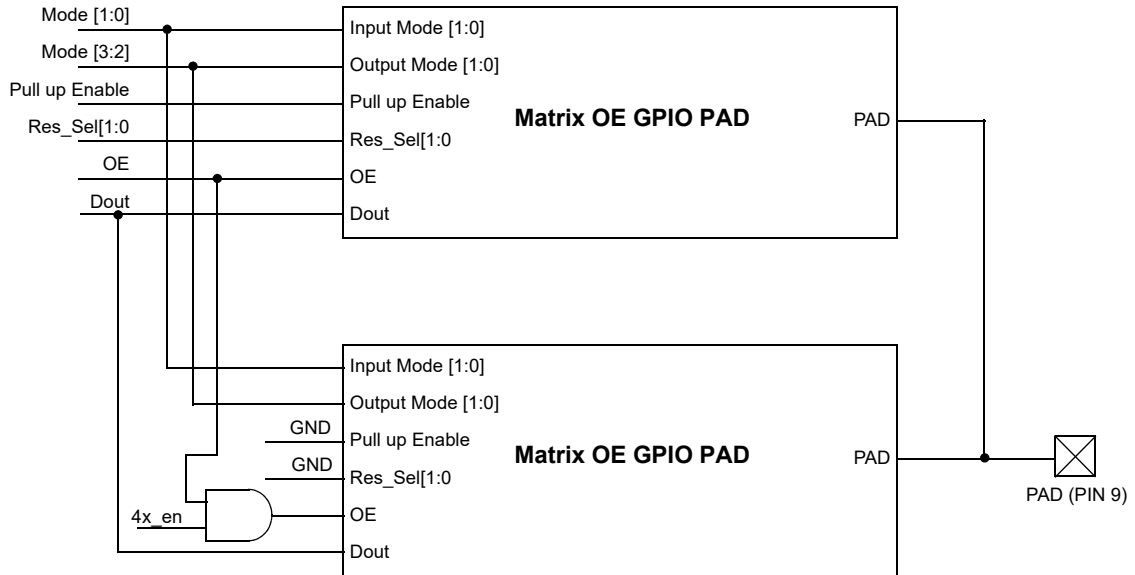 Mode [1:0]
Mode [3:2]
Pull up Enable
Res_Sel[1:0
OE
Dout
Input Mode [1:0]
Output Mode [1:0]
Pull up Enable
Res_Sel[1:0
OE
Dout
Matrix OE GPIO PAD
PAD
Input Mode [1:0]
Output Mode [1:0]
GND
Pull up Enable
GND
Res_Sel[1:0
4x_en
OE
Dout
Matrix OE GPIO PAD
PAD
PAD (PIN 9)